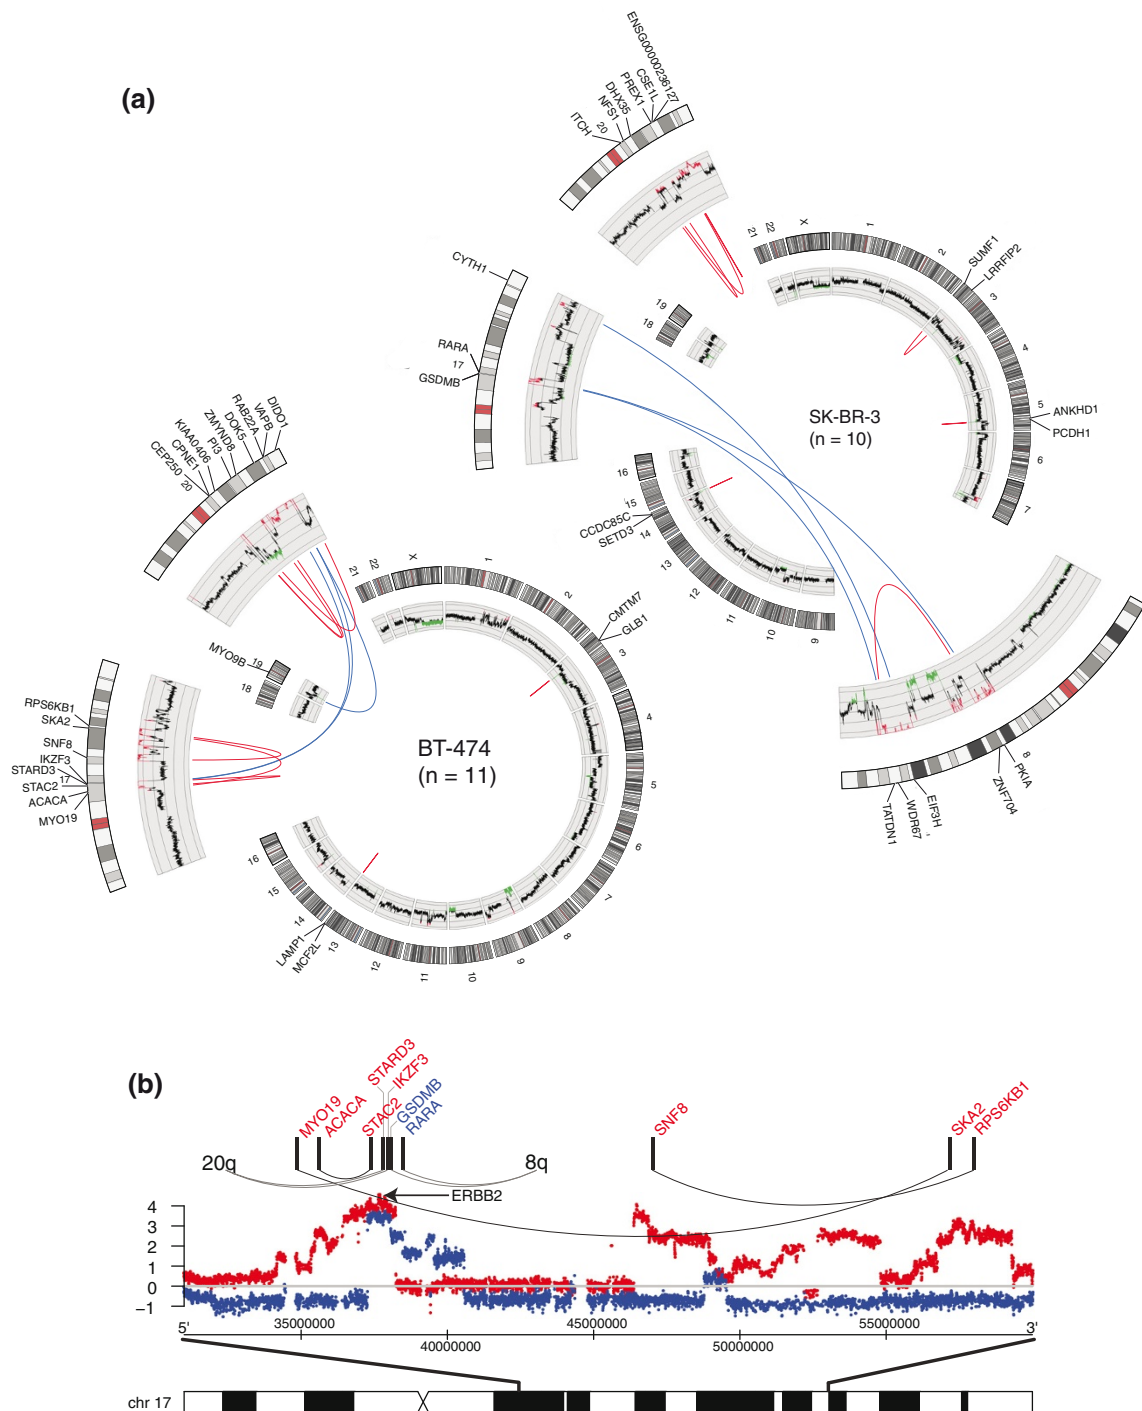 (a)
ENSG00000236127
CSE1L
PREX1
DHX35
NFS1
20
ITCH
CYTH1
RARA
17
GSDMB
19
18
21
22
X
1
2
SUMF1
LRRFIP2
3
4
5
ANKHD1
PCDH1
6
7
SK-BR-3
(n = 10)
16
15
CCDC85C
SETD3
14
13
12
11
10
9
8
PKIA
ZNF704
EIF3H
WDR67
TATDN1
DIDO1
VAPB
RAB22A
DOK5
ZMYND8
PI3
KIAA0406
CPNE1
CEP250
20
MYO9B
19
18
RPS6KB1
SKA2
SNF8
IKZF3
STARD3
17
STAC2
ACACA
MYO19
21
22
X
1
2
CMTM7
GLB1
3
4
5
6
7
8
9
10
11
12
13
MCF2L
LAMP1
14
15
16
BT-474
(n = 11)
(b)
MYO19
ACACA
STAC2
STARD3
IKZF3
GSDMB
RARA
SNF8
SKA2
RPS6KB1
20q
8q
ERBB2
4
3
2
1
0
−1
5'
35000000
40000000
45000000
50000000
55000000
3'
chr 17